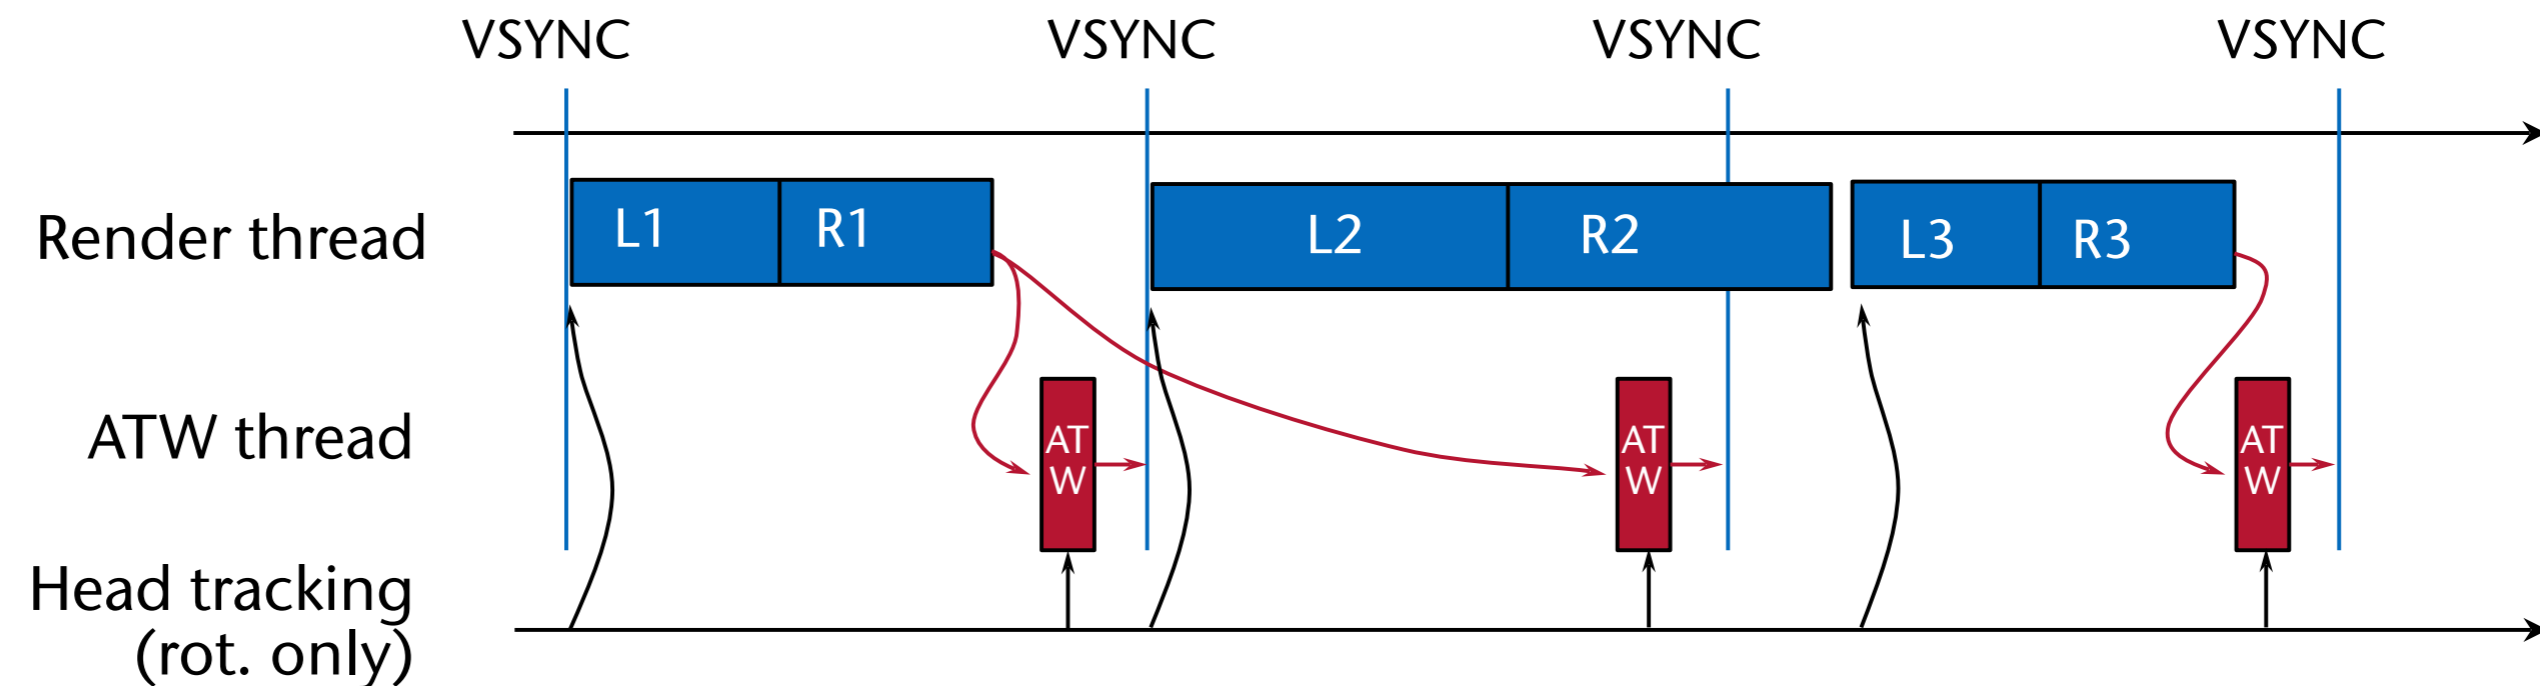 VSYNC VSYNC VSYNC VSYNC
Render thread
L1 R1 L2 R2 L3 R3
ATW thread
AT
W
AT
W
AT
W
Head tracking
(rot. only)